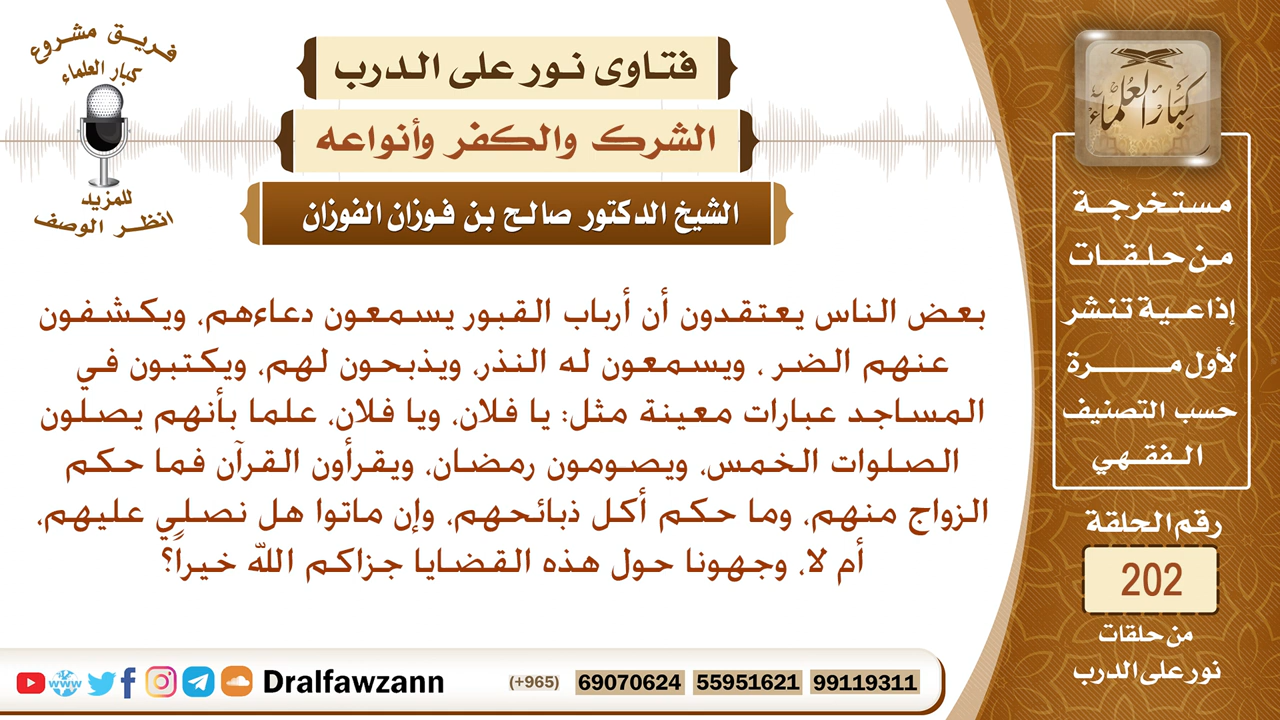 فريق مشروع
كبار العلماء
للمزيد
انظر الوصف
فتاوى نور على الدرب
الشرك والكفر وأنواعه
الشيخ الدكتور صالح بن فوزان الفوزان
بعض الناس يعتقدون أن أرباب القبور يسمعون دعاءهم، ويكشفون
عنهم الضر ، ويسمعون له النذر، ويذبحون لهم، ويكتبون في
المساجد عبارات معينة مثل: يا فلان، ويا فلان، علما بأنهم يصلون
الصلوات الخمس، ويصومون رمضان، ويقرأون القرآن فما حكم
الزواج منهم، وما حكم أكل ذبائحهم، وإن ماتوا هل نصلي عليهم،
أم لا، وجهونا حول هذه القضايا جزاكم الله خيراً؟
كبار العلماء
مستخرجة
من حلقات
إذاعية تنشر
لأول مرة
حسب التصنيف
الفقهي
رقم الحلقة
202
من حلقات
نور على الدرب
www
Dralfawzann
(+965) 69070624 55951621 99119311